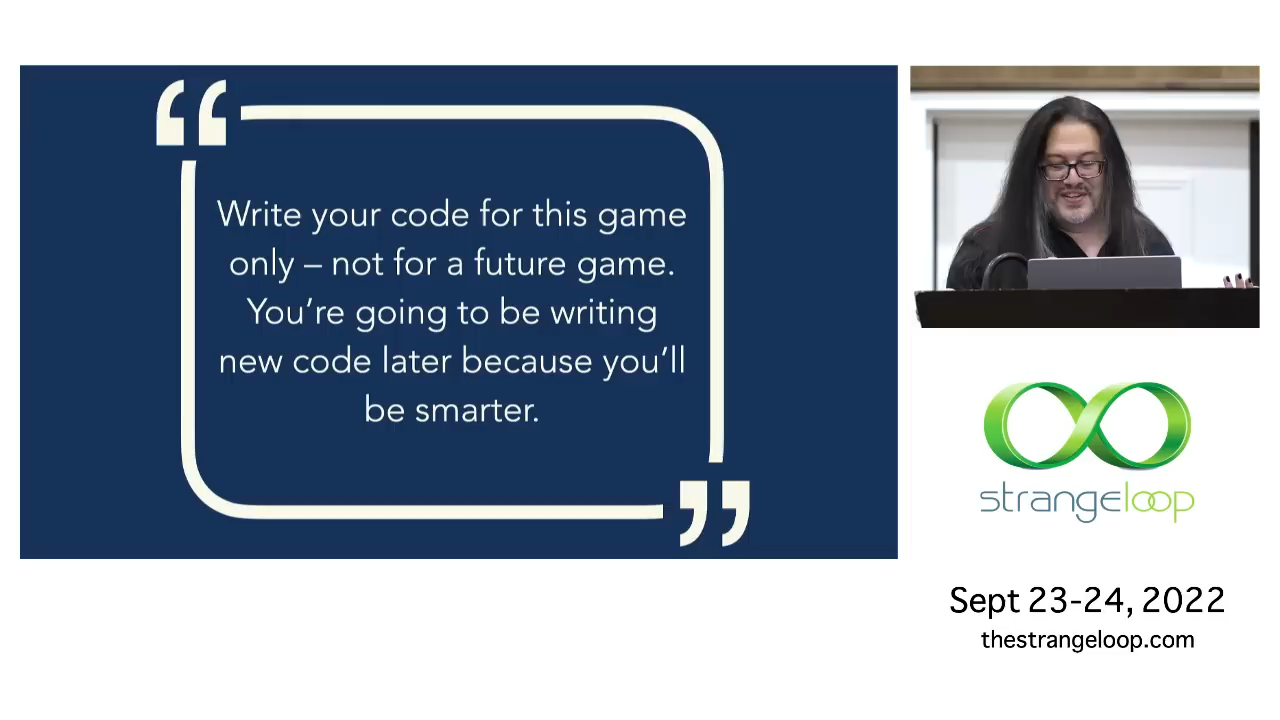 “
Write your code for this game
only – not for a future game.
You’re going to be writing
new code later because you’ll
be smarter.
”
strangeloop
Sept 23-24, 2022
thestrangeloop.com